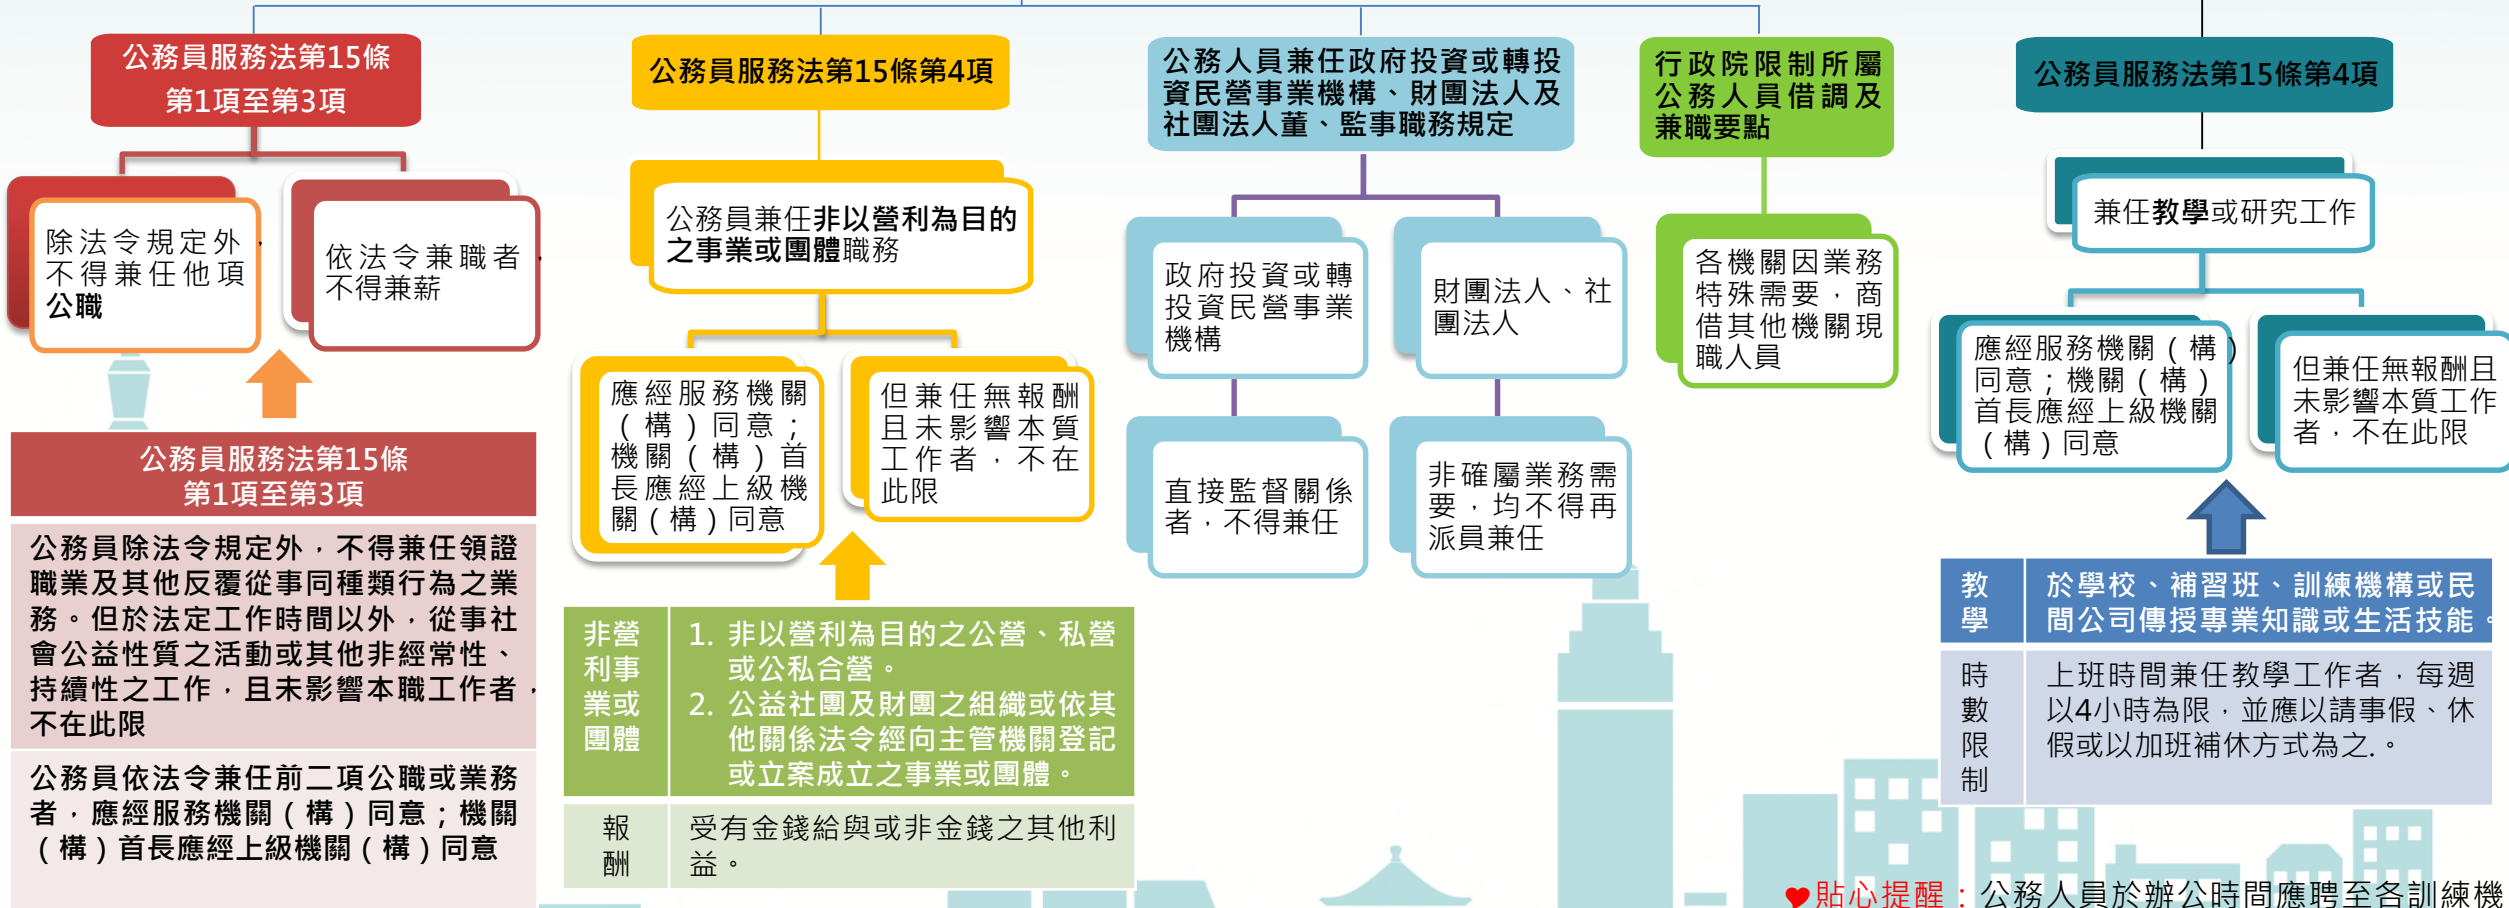 公務員服務法第15條
第1項至第3項
除法令規定外，
不得兼任他項
公職
依法令兼職者，
不得兼薪
公務員服務法第15條
第1項至第3項
公務員除法令規定外，不得兼任領證
職業及其他反覆從事同種類行為之業
務。但於法定工作時間以外，從事社
會公益性質之活動或其他非經常性、
持續性之工作，且未影響本職工作者，
不在此限
公務員依法令兼任前二項公職或業務
者，應經服務機關（構）同意；機關
（構）首長應經上級機關（構）同意
公務員服務法第15條第4項
公務員兼任非以營利為目的
之事業或團體職務
應經服務機關
（構）同意；
機關（構）首
長應經上級機
關（構）同意
但兼任無報酬
且未影響本質
工作者，不在
此限
非營
利事
業或
團體
1. 非以營利為目的之公營、私營
或公私合營。
2. 公益社團及財團之組織或依其
他關係法令經向主管機關登記
或立案成立之事業或團體。
報
酬
受有金錢給與或非金錢之其他利
益。
公務人員兼任政府投資或轉投
資民營事業機構、財團法人及
社團法人董、監事職務規定
政府投資或轉
投資民營事業
機構
直接監督關係
者，不得兼任
財團法人、社
團法人
非確屬業務需
要，均不得再
派員兼任
行政院限制所屬
公務人員借調及
兼職要點
各機關因業務
特殊需要，商
借其他機關現
職人員
公務員服務法第15條第4項
兼任教學或研究工作
應經服務機關（構）
同意；機關（構）
首長應經上級機關
（構）同意
但兼任無報酬且
未影響本質工作
者，不在此限
教
學
於學校、補習班、訓練機構或民
間公司傳授專業知識或生活技能。
時
數
限
制
上班時間兼任教學工作者，每週
以4小時為限，並應以請事假、休
假或以加班補休方式為之.。
♥貼心提醒：公務人員於辦公時間應聘至各訓練機